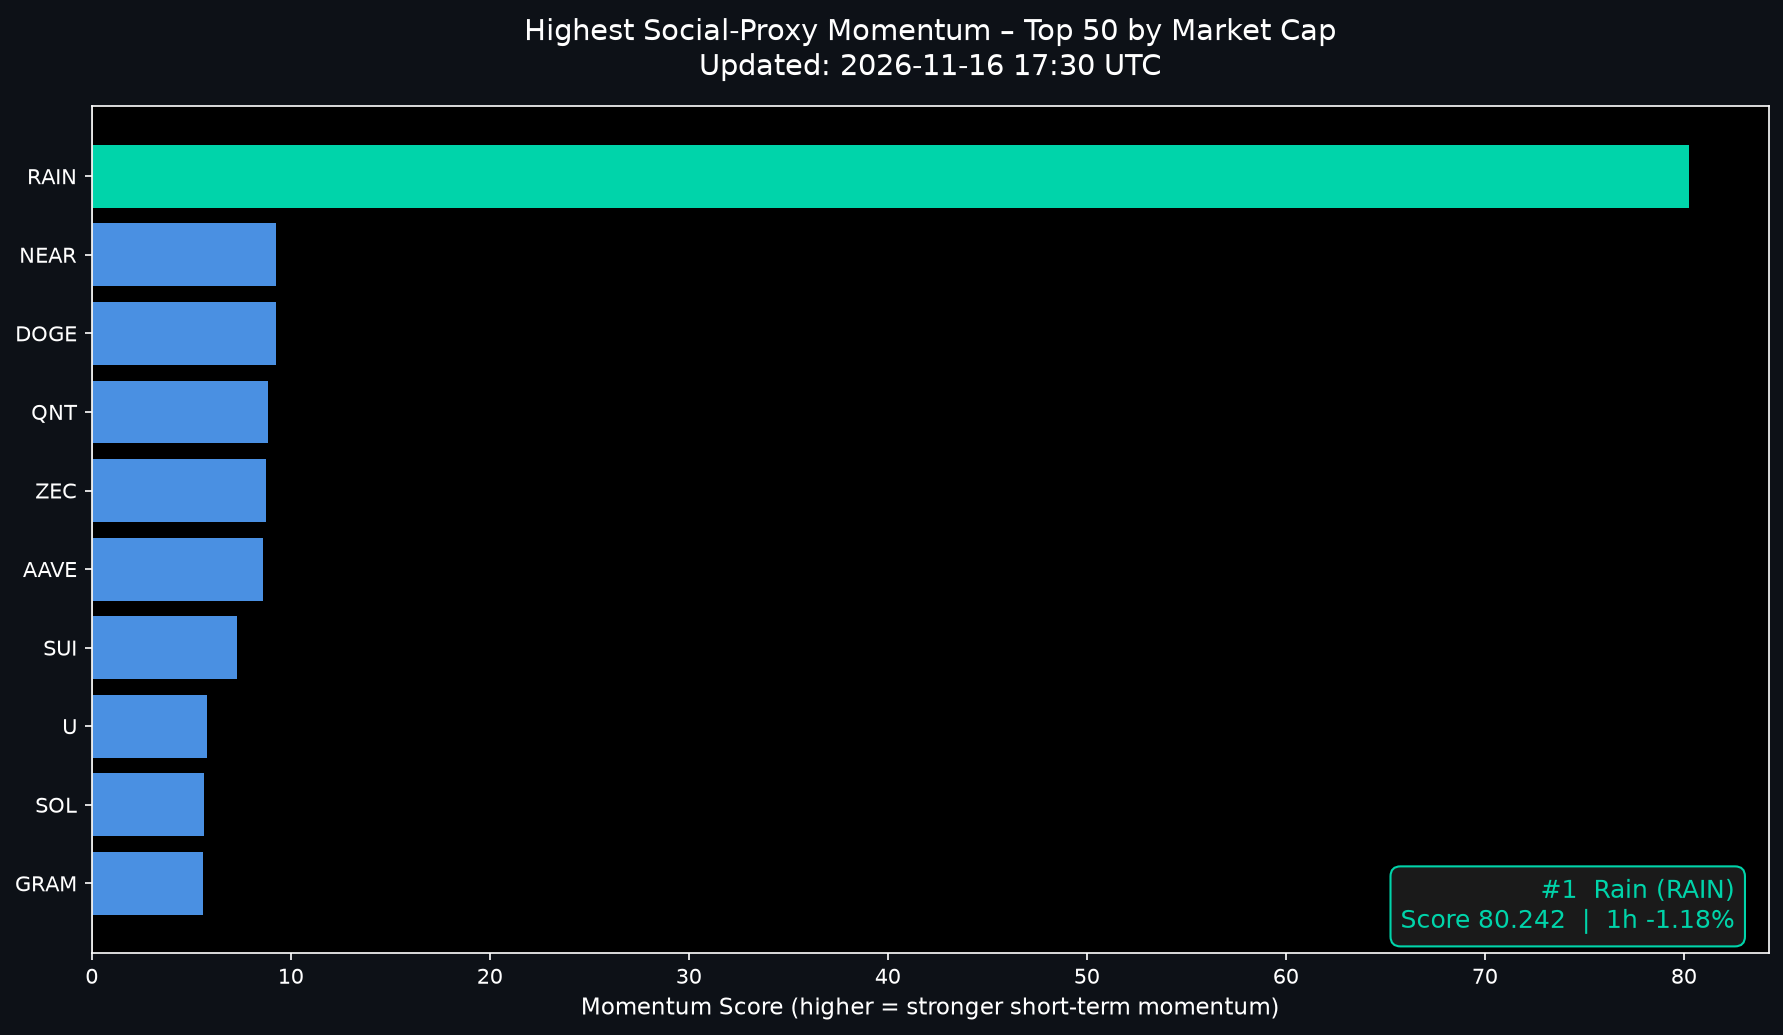 Highest Social-Proxy Momentum – Top 50 by Market Cap
Updated: 2026-11-16 17:30 UTC
RAIN
NEAR
DOGE
QNT
ZEC
AAVE
SUI
U
SOL
GRAM
#1  Rain (RAIN)
Score 80.242  |  1h -1.18%
0 10 20 30 40 50 60 70 80
Momentum Score (higher = stronger short-term momentum)